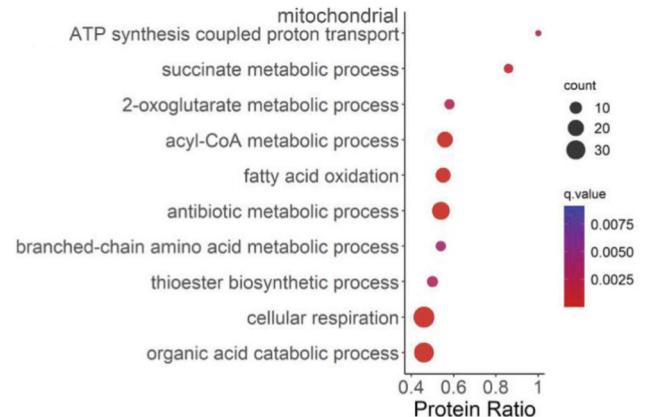 mitochondrial
ATP synthesis coupled proton transport
succinate metabolic process
2-oxoglutarate metabolic process
acyl-CoA metabolic process
fatty acid oxidation
antibiotic metabolic process
branched-chain amino acid metabolic process
thioester biosynthetic process
cellular respiration
organic acid catabolic process
0.4 0.6 0.8 1
Protein Ratio
count
10
20
30
q.value
0.0075
0.0050
0.0025